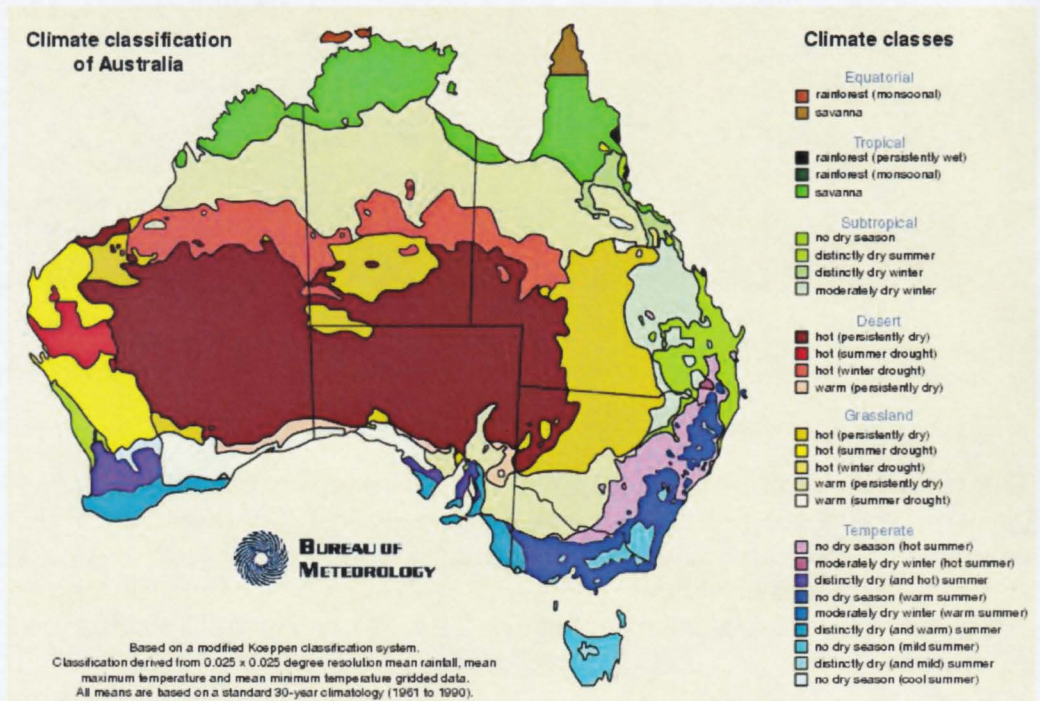 Climate classification
of Australia
Climate classes
Equatorial
rainforest (monsoonal)
savanna
Tropical
rainforest (persistently wet)
rainforest (monsoonal)
savanna
Subtropical
no dry season
distinctly dry summer
distinctly dry winter
moderately dry winter
Desert
hot (persistently dry)
hot (summer drought)
hot (winter drought)
warm (persistently dry)
Grassland
hot (persistently dry)
hot (summer drought)
hot (winter drought)
warm (persistently dry)
warm (summer drought)
Temperate
no dry season (hot summer)
moderately dry winter (hot summer)
distinctly dry (and hot) summer
no dry season (warm summer)
moderately dry winter (warm summer)
distinctly dry (and warm) summer
no dry season (mild summer)
distinctly dry (and mild) summer
no dry season (cool summer)
BUREAU OF
METEOROLOGY
Based on a modified Koeppen classification system.
Classification derived from 0.025 x 0.025 degree resolution mean rainfall, mean
maximum temperature and mean minimum temperature gridded data.
All means are based on a standard 30-year climatology (1961 to 1990).